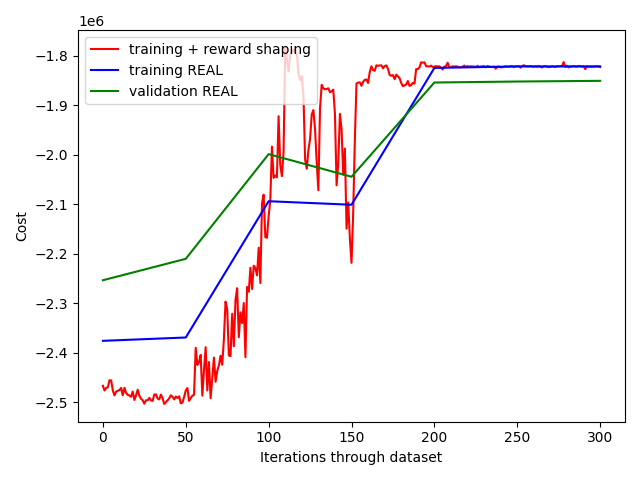 1e6
training + reward shaping
training REAL
validation REAL
−1.8
−1.9
−2.0
−2.1
−2.2
−2.3
−2.4
−2.5
Cost
0 50 100 150 200 250 300
Iterations through dataset